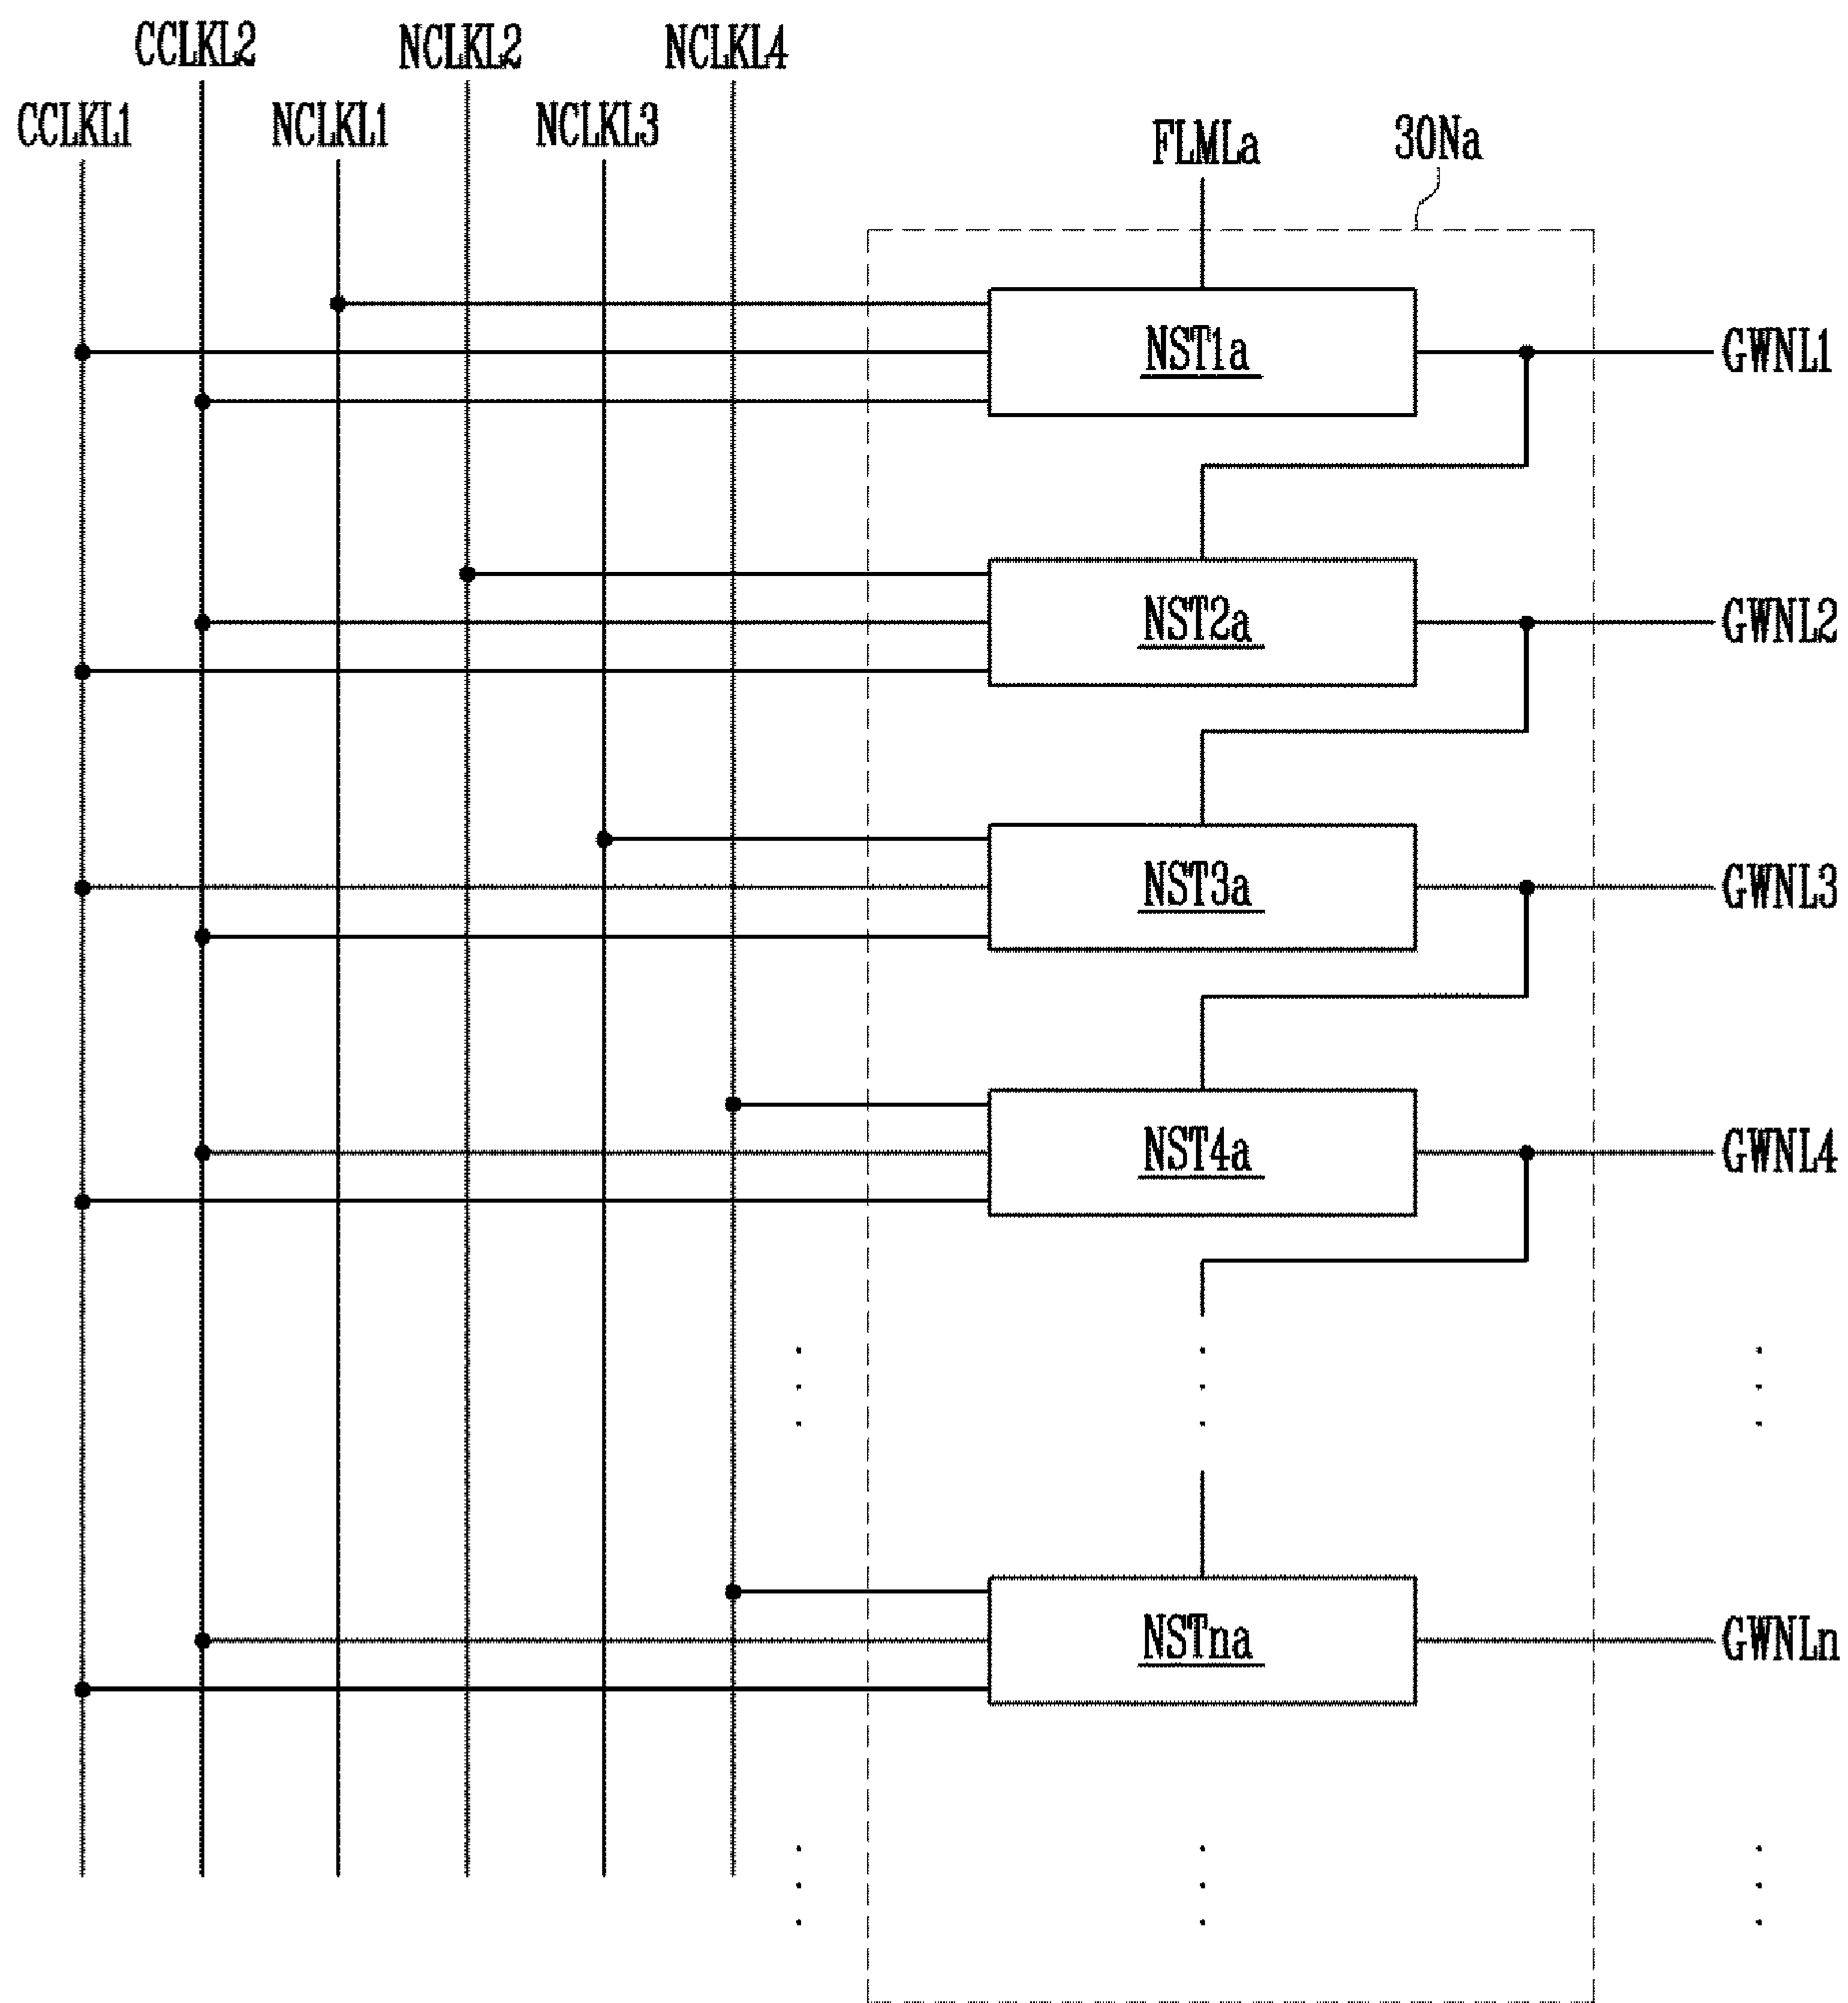 CCLKL2
NCLKL2
NCLKL4
CCLKL1
NCLKL1
NCLKL3
FLMLa
30Na
NST1a
GWNL1
NST2a
GWNL2
NST3a
GWNL3
NST4a
GWNL4
NSTna
GWNLn